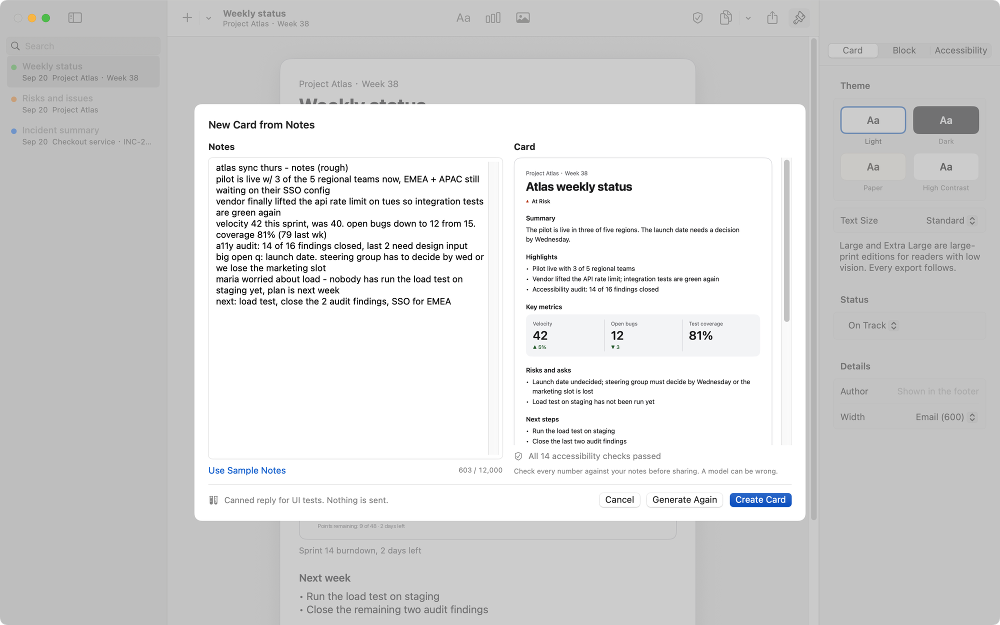 Weekly status
Project Atlas · Week 38
Aa
Search
Weekly status
Sep 20 Project Atlas · Week 38
Risks and issues
Sep 20 Project Atlas
Incident summary
Sep 20 Checkout service · INC-2...
Project Atlas · Week 38
Weekly status
New Card from Notes
Notes
atlas sync thurs - notes (rough)
pilot is live w/ 3 of the 5 regional teams now, EMEA + APAC still
waiting on their SSO config
vendor finally lifted the api rate limit on tues so integration tests
are green again
velocity 42 this sprint, was 40. open bugs down to 12 from 15.
coverage 81% (79 last wk)
a11y audit: 14 of 16 findings closed, last 2 need design input
big open q: launch date. steering group has to decide by wed or
we lose the marketing slot
maria worried about load - nobody has run the load test on
staging yet, plan is next week
next: load test, close the 2 audit findings, SSO for EMEA
Use Sample Notes
603 / 12,000
Card
Project Atlas · Week 38
Atlas weekly status
At Risk
Summary
The pilot is live in three of five regions. The launch date needs a decision
by Wednesday.
Highlights
• Pilot live with 3 of 5 regional teams
• Vendor lifted the API rate limit; integration tests are green again
• Accessibility audit: 14 of 16 findings closed
Key metrics
Velocity
42
▲ 5%
Open bugs
12
▼ 3
Test coverage
81%
Risks and asks
• Launch date undecided; steering group must decide by Wednesday or the
marketing slot is lost
• Load test on staging has not been run yet
Next steps
• Run the load test on staging
• Close the last two audit findings
All 14 accessibility checks passed
Check every number against your notes before sharing. A model can be wrong.
Canned reply for UI tests. Nothing is sent.
Cancel
Generate Again
Create Card
Points remaining: 9 of 48 · 2 days left
Sprint 14 burndown, 2 days left
Next week
• Run the load test on staging
• Close the remaining two audit findings
Card
Block
Accessibility
Theme
Aa
Light
Aa
Dark
Aa
Paper
Aa
High Contrast
Text Size
Standard
Large and Extra Large are large-
print editions for readers with low
vision. Every export follows.
Status
On Track
Details
Author
Shown in the footer
Width
Email (600)